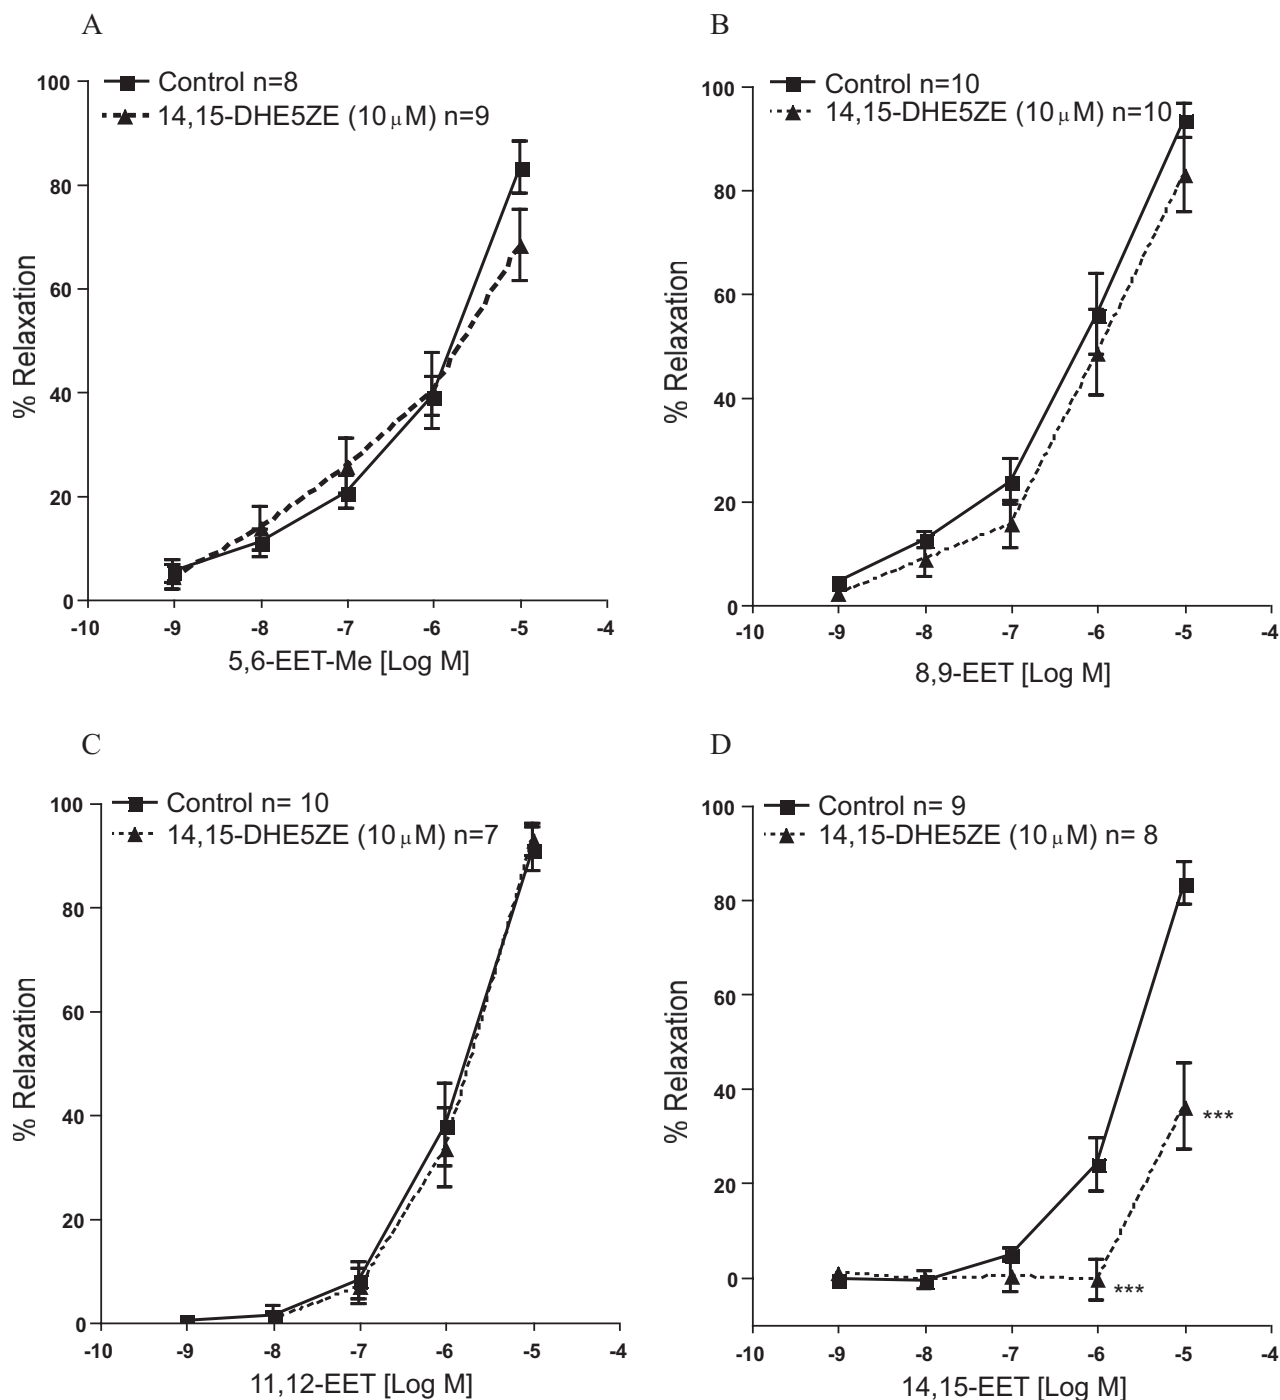 A
Control n=8
14,15-DHE5ZE (10 μM) n=9
100
80
60
40
20
0
% Relaxation
-10 -9 -8 -7 -6 -5 -4
5,6-EET-Me [Log M]
B
Control n=10
14,15-DHE5ZE (10 μM) n=10
100
80
60
40
20
0
% Relaxation
-10 -9 -8 -7 -6 -5 -4
8,9-EET [Log M]
C
Control n= 10
14,15-DHE5ZE (10 μM) n=7
100
80
60
40
20
0
% Relaxation
-10 -9 -8 -7 -6 -5 -4
11,12-EET [Log M]
D
Control n= 9
14,15-DHE5ZE (10 μM) n= 8
100
80
60
40
20
0
% Relaxation
***
***
-10 -9 -8 -7 -6 -5 -4
14,15-EET [Log M]